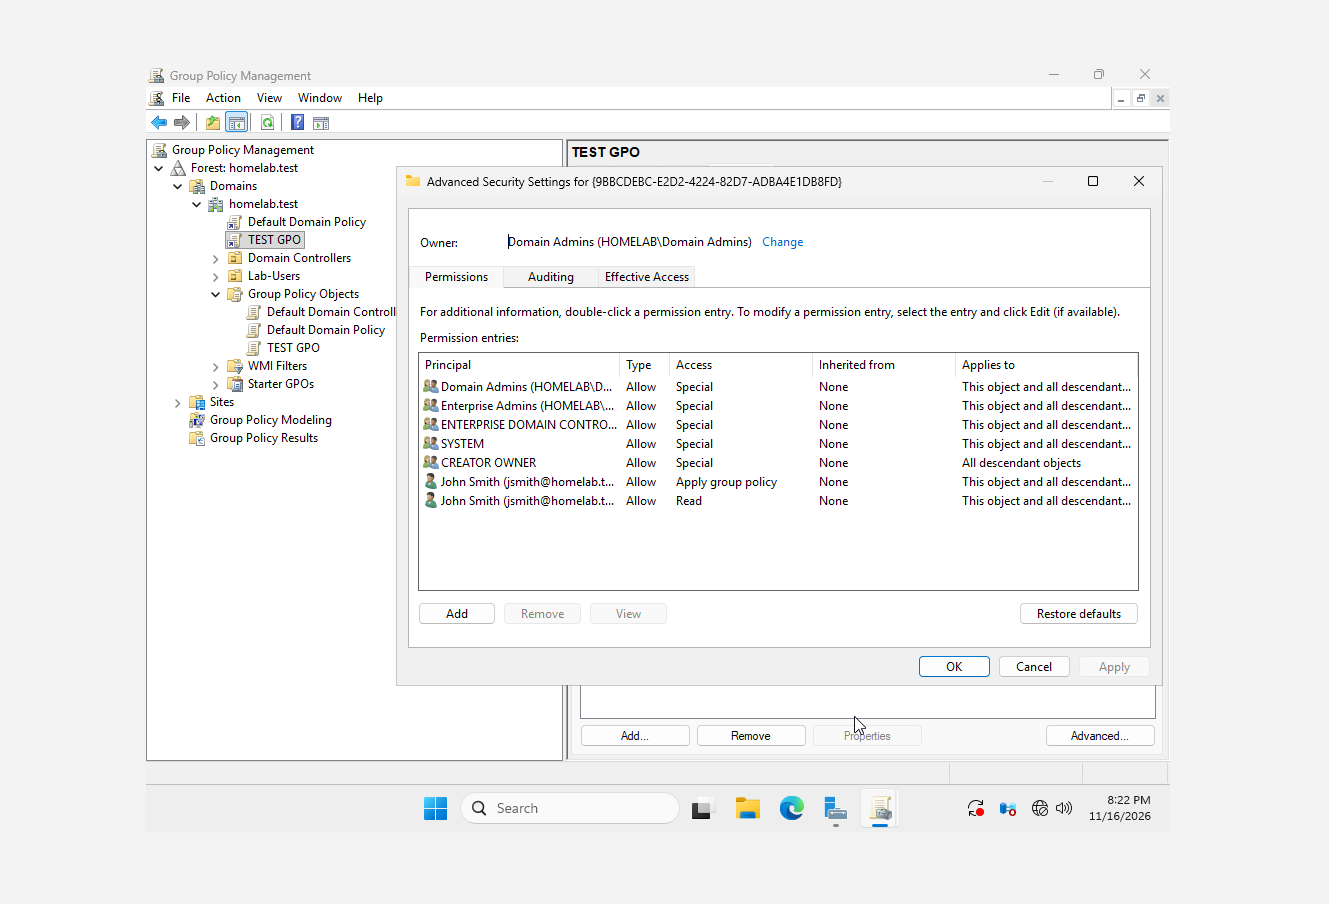 Group Policy Management
File Action View Window Help
Group Policy Management
Forest: homelab.test
Domains
homelab.test
Default Domain Policy
TEST GPO
Domain Controllers
Lab-Users
Group Policy Objects
Default Domain Controll
Default Domain Policy
TEST GPO
WMI Filters
Starter GPOs
Sites
Group Policy Modeling
Group Policy Results
TEST GPO
Advanced Security Settings for {9BBCDEBC-E2D2-4224-82D7-ADBA4E1DB8FD}
Owner: Domain Admins (HOMELAB\Domain Admins) Change
Permissions Auditing Effective Access
For additional information, double-click a permission entry. To modify a permission entry, select the entry and click Edit (if available).
Permission entries:
Principal Type Access Inherited from Applies to
Domain Admins (HOMELAB\D... Allow Special None This object and all descendant...
Enterprise Admins (HOMELAB\... Allow Special None This object and all descendant...
ENTERPRISE DOMAIN CONTRO... Allow Special None This object and all descendant...
SYSTEM Allow Special None This object and all descendant...
CREATOR OWNER Allow Special None All descendant objects
John Smith (jsmith@homelab.t... Allow Apply group policy None This object and all descendant...
John Smith (jsmith@homelab.t... Allow Read None This object and all descendant...
Add Remove View Restore defaults
OK Cancel Apply
Add... Remove Properties Advanced...
Search
8:22 PM
11/16/2026